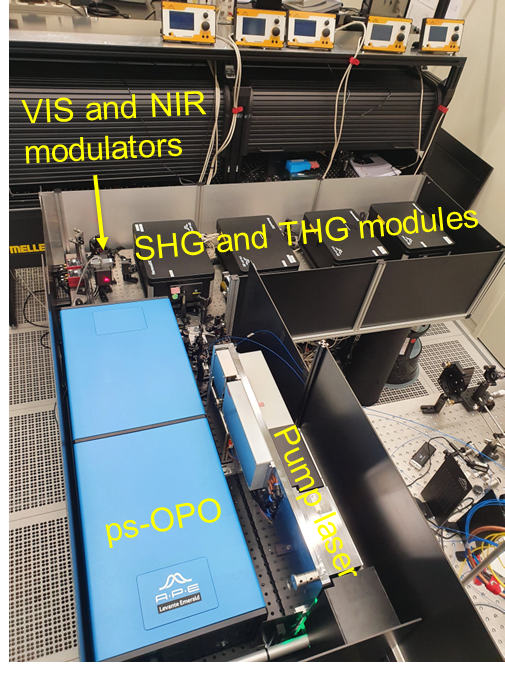 VIS and NIR
modulators
MELLE
SHG and THG modules
Pump laser
ps-OPO
A·P·E
Levante Emerald